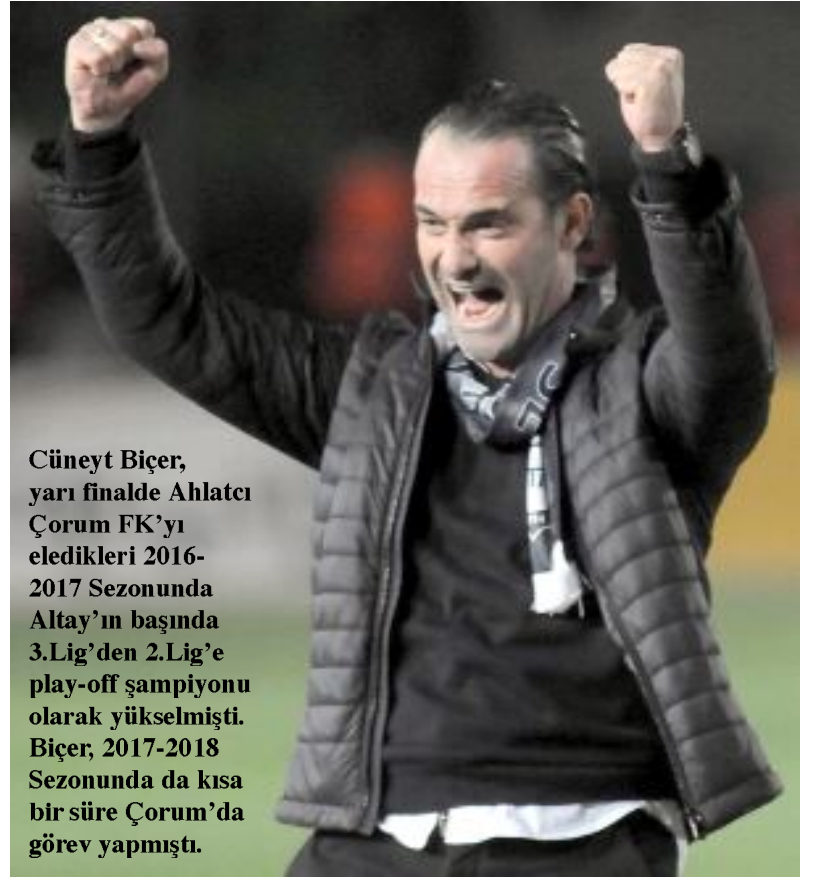 Cüneyt Biçer,
yarı finalde Ahlatcı
Çorum FK’yı
eledikleri 2016-
2017 Sezonunda
Altay’ın başında
3.Lig’den 2.Lig’e
play-off şampiyonu
olarak yükselmişti.
Biçer, 2017-2018
Sezonunda da kısa
bir süre Çorum’da
görev yapmıştı.